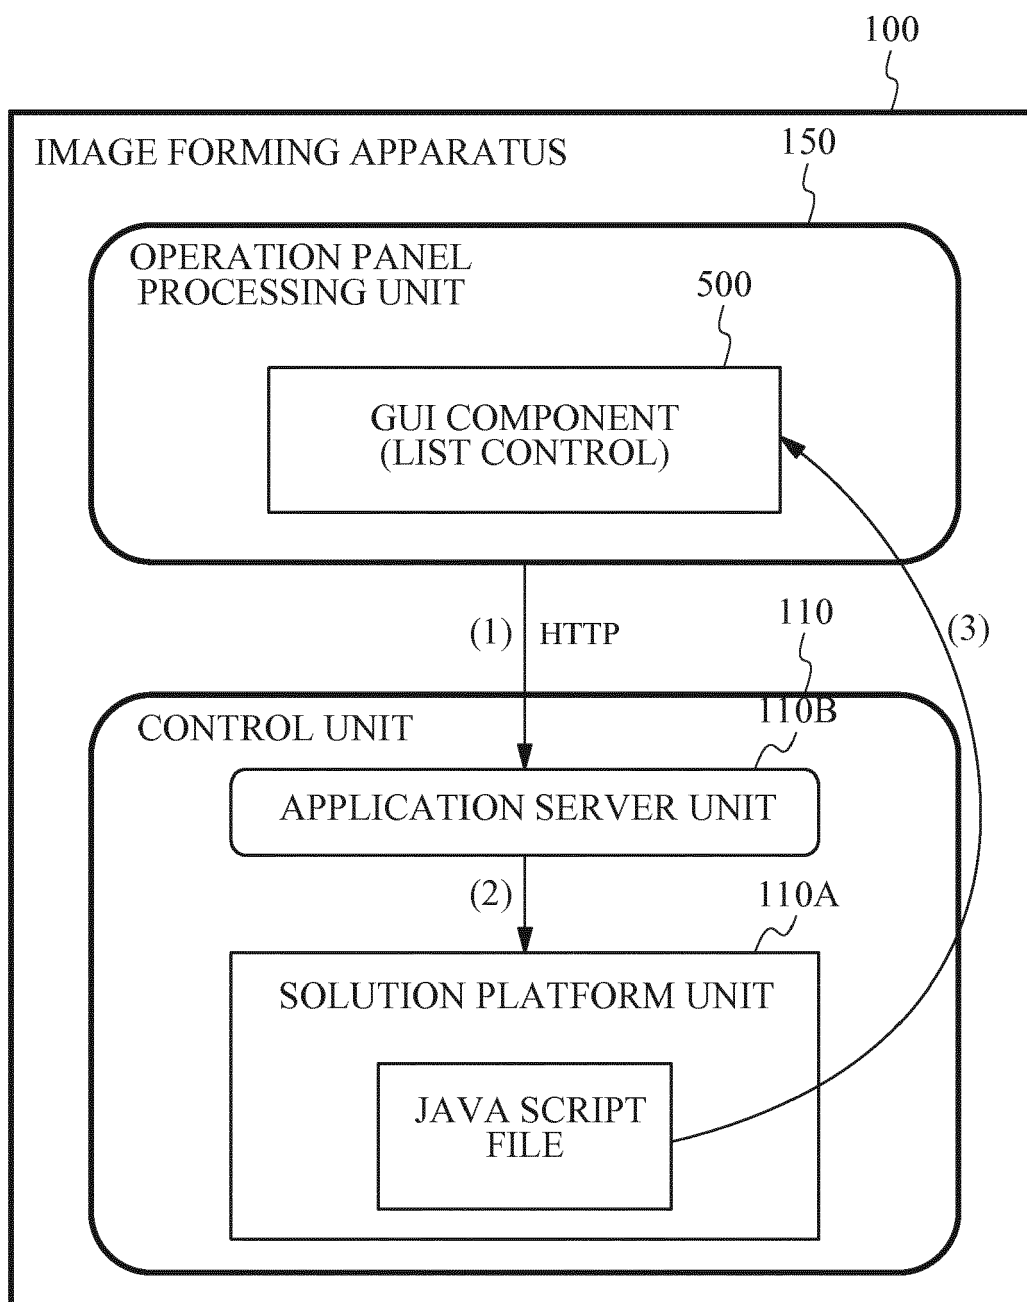 100
IMAGE FORMING APPARATUS
150
OPERATION PANEL
PROCESSING UNIT
500
GUI COMPONENT
(LIST CONTROL)
(1) HTTP
110
(3)
CONTROL UNIT
110B
APPLICATION SERVER UNIT
(2)
110A
SOLUTION PLATFORM UNIT
JAVA SCRIPT
FILE